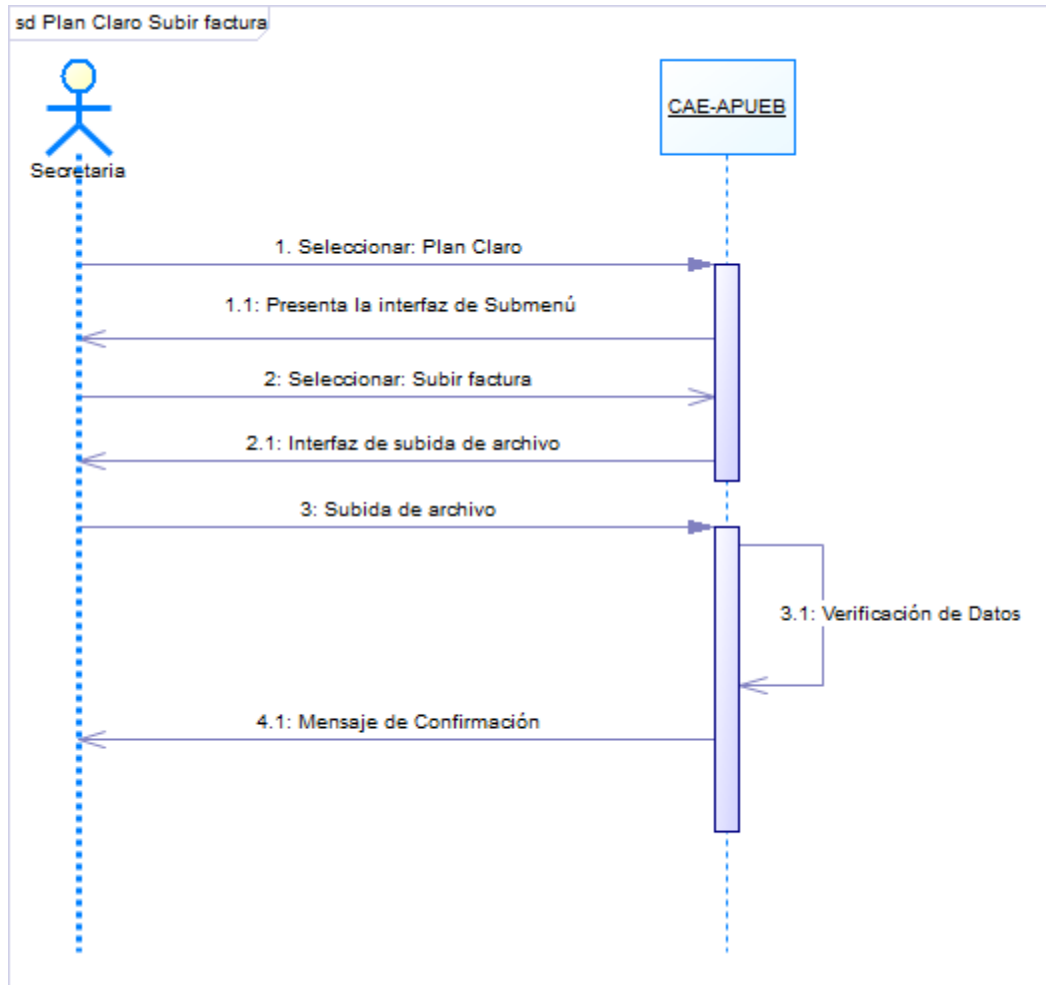 sd Plan Claro Subir factura
CAE-APUEB
Secretaria
1. Seleccionar: Plan Claro
1.1: Presenta la interfaz de Submenú
2: Seleccionar: Subir factura
2.1: Interfaz de subida de archivo
3: Subida de archivo
3.1: Verificación de Datos
4.1: Mensaje de Confirmación